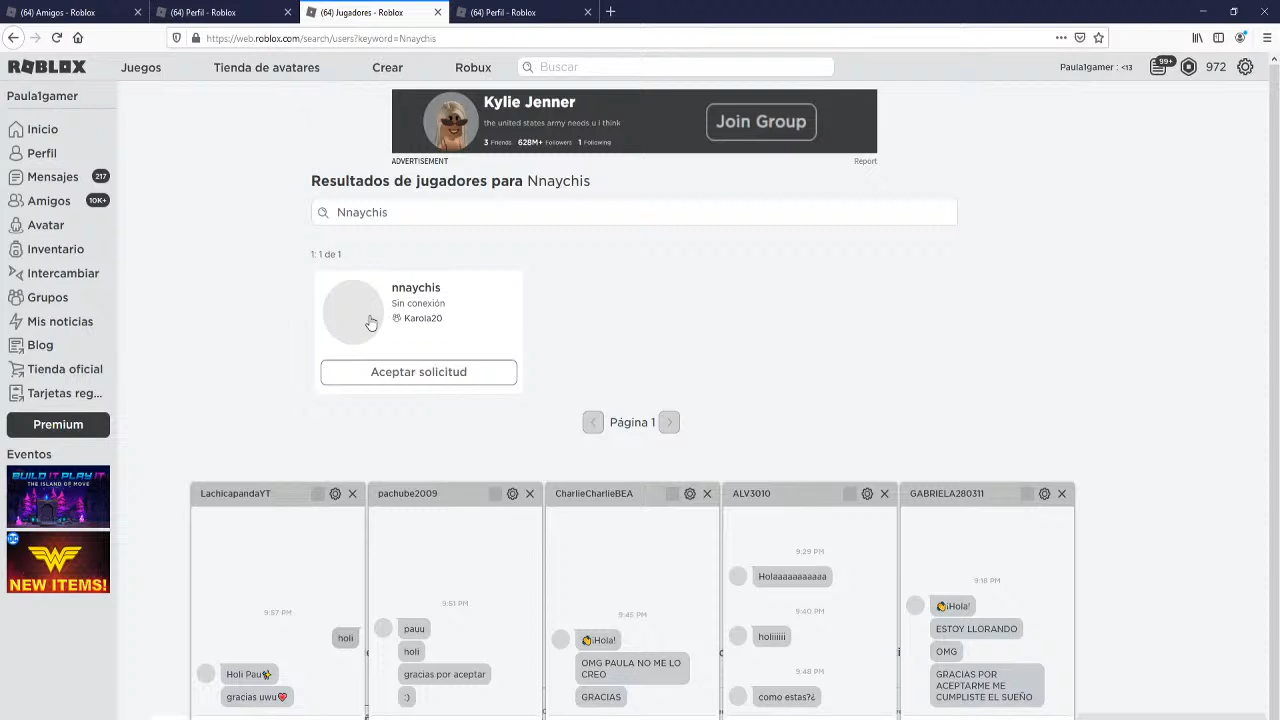 (64) Amigos - Roblox
(64) Perfil - Roblox
(64) Jugadores - Roblox
(64) Perfil - Roblox
https://web.roblox.com/search/users?keyword=Nnaychis
ROBLOX
Juegos
Tienda de avatares
Crear
Robux
Buscar
Paula1gamer : <13
99+
972
Paula1gamer
Inicio
Perfil
Mensajes 217
Amigos 10K+
Avatar
Inventario
Intercambiar
Grupos
Mis noticias
Blog
Tienda oficial
Tarjetas reg...
Premium
Eventos
BUILD IT PLAY IT
THE ISLAND OF MOVE
DC
NEW ITEMS!
Kylie Jenner
the united states army needs u i think
3 Friends 628M+ Followers 1 Following
Join Group
ADVERTISEMENT
Report
Resultados de jugadores para Nnaychis
Nnaychis
1: 1 de 1
nnaychis
Sin conexión
Karola20
Aceptar solicitud
Página 1
LachicapandaYT
9:57 PM
holi
Holi Pau✨
gracias uwu❤️
pachube2009
9:51 PM
pauu
holi
gracias por aceptar
:)
CharlieCharlieBEA
9:45 PM
👋¡Hola!
OMG PAULA NO ME LO
CREO
GRACIAS
ALV3010
9:29 PM
Holaaaaaaaaaaa
9:40 PM
holiiiiii
9:48 PM
como estas?¿
GABRIELA280311
9:18 PM
👋¡Hola!
ESTOY LLORANDO
OMG
GRACIAS POR
ACEPTARME ME
CUMPLISTE EL SUEÑO